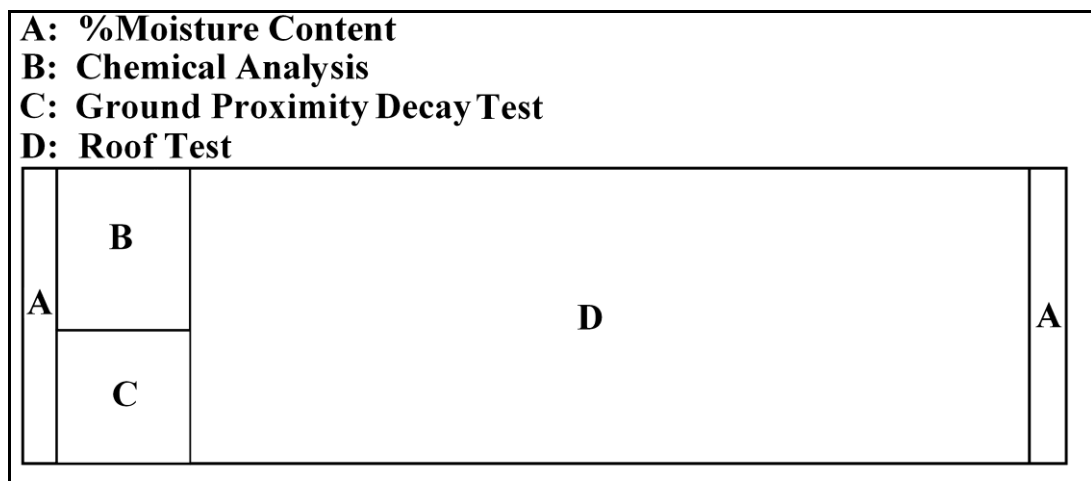 A: %Moisture Content
B: Chemical Analysis
C: Ground Proximity Decay Test
D: Roof Test
B
A
D
A
C